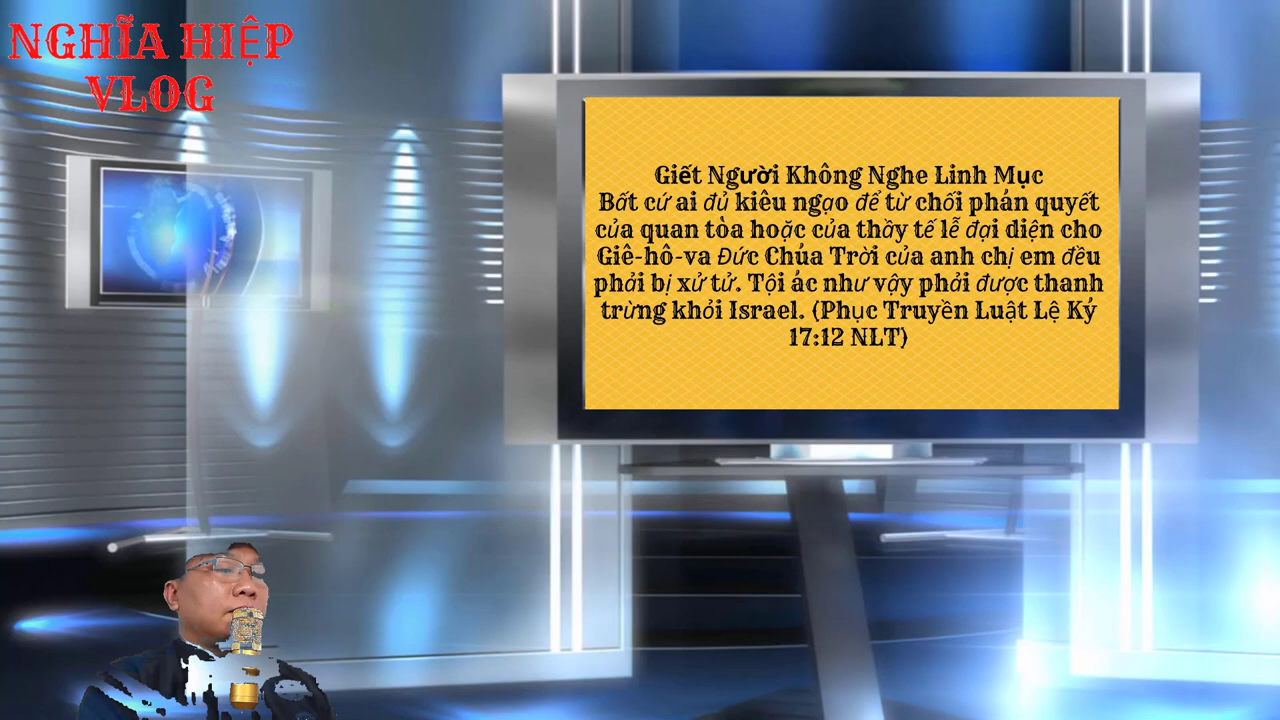 NGHĨA HIỆP
VLOG
Giết Người Không Nghe Linh Mục
Bất cứ ai đủ kiêu ngạo để từ chối phán quyết
của quan tòa hoặc của thầy tế lễ đại diện cho
Giê-hô-va Đức Chúa Trời của anh chị em đều
phải bị xử tử. Tội ác như vậy phải được thanh
trừng khỏi Israel. (Phục Truyền Luật Lệ Ký
17:12 NLT)